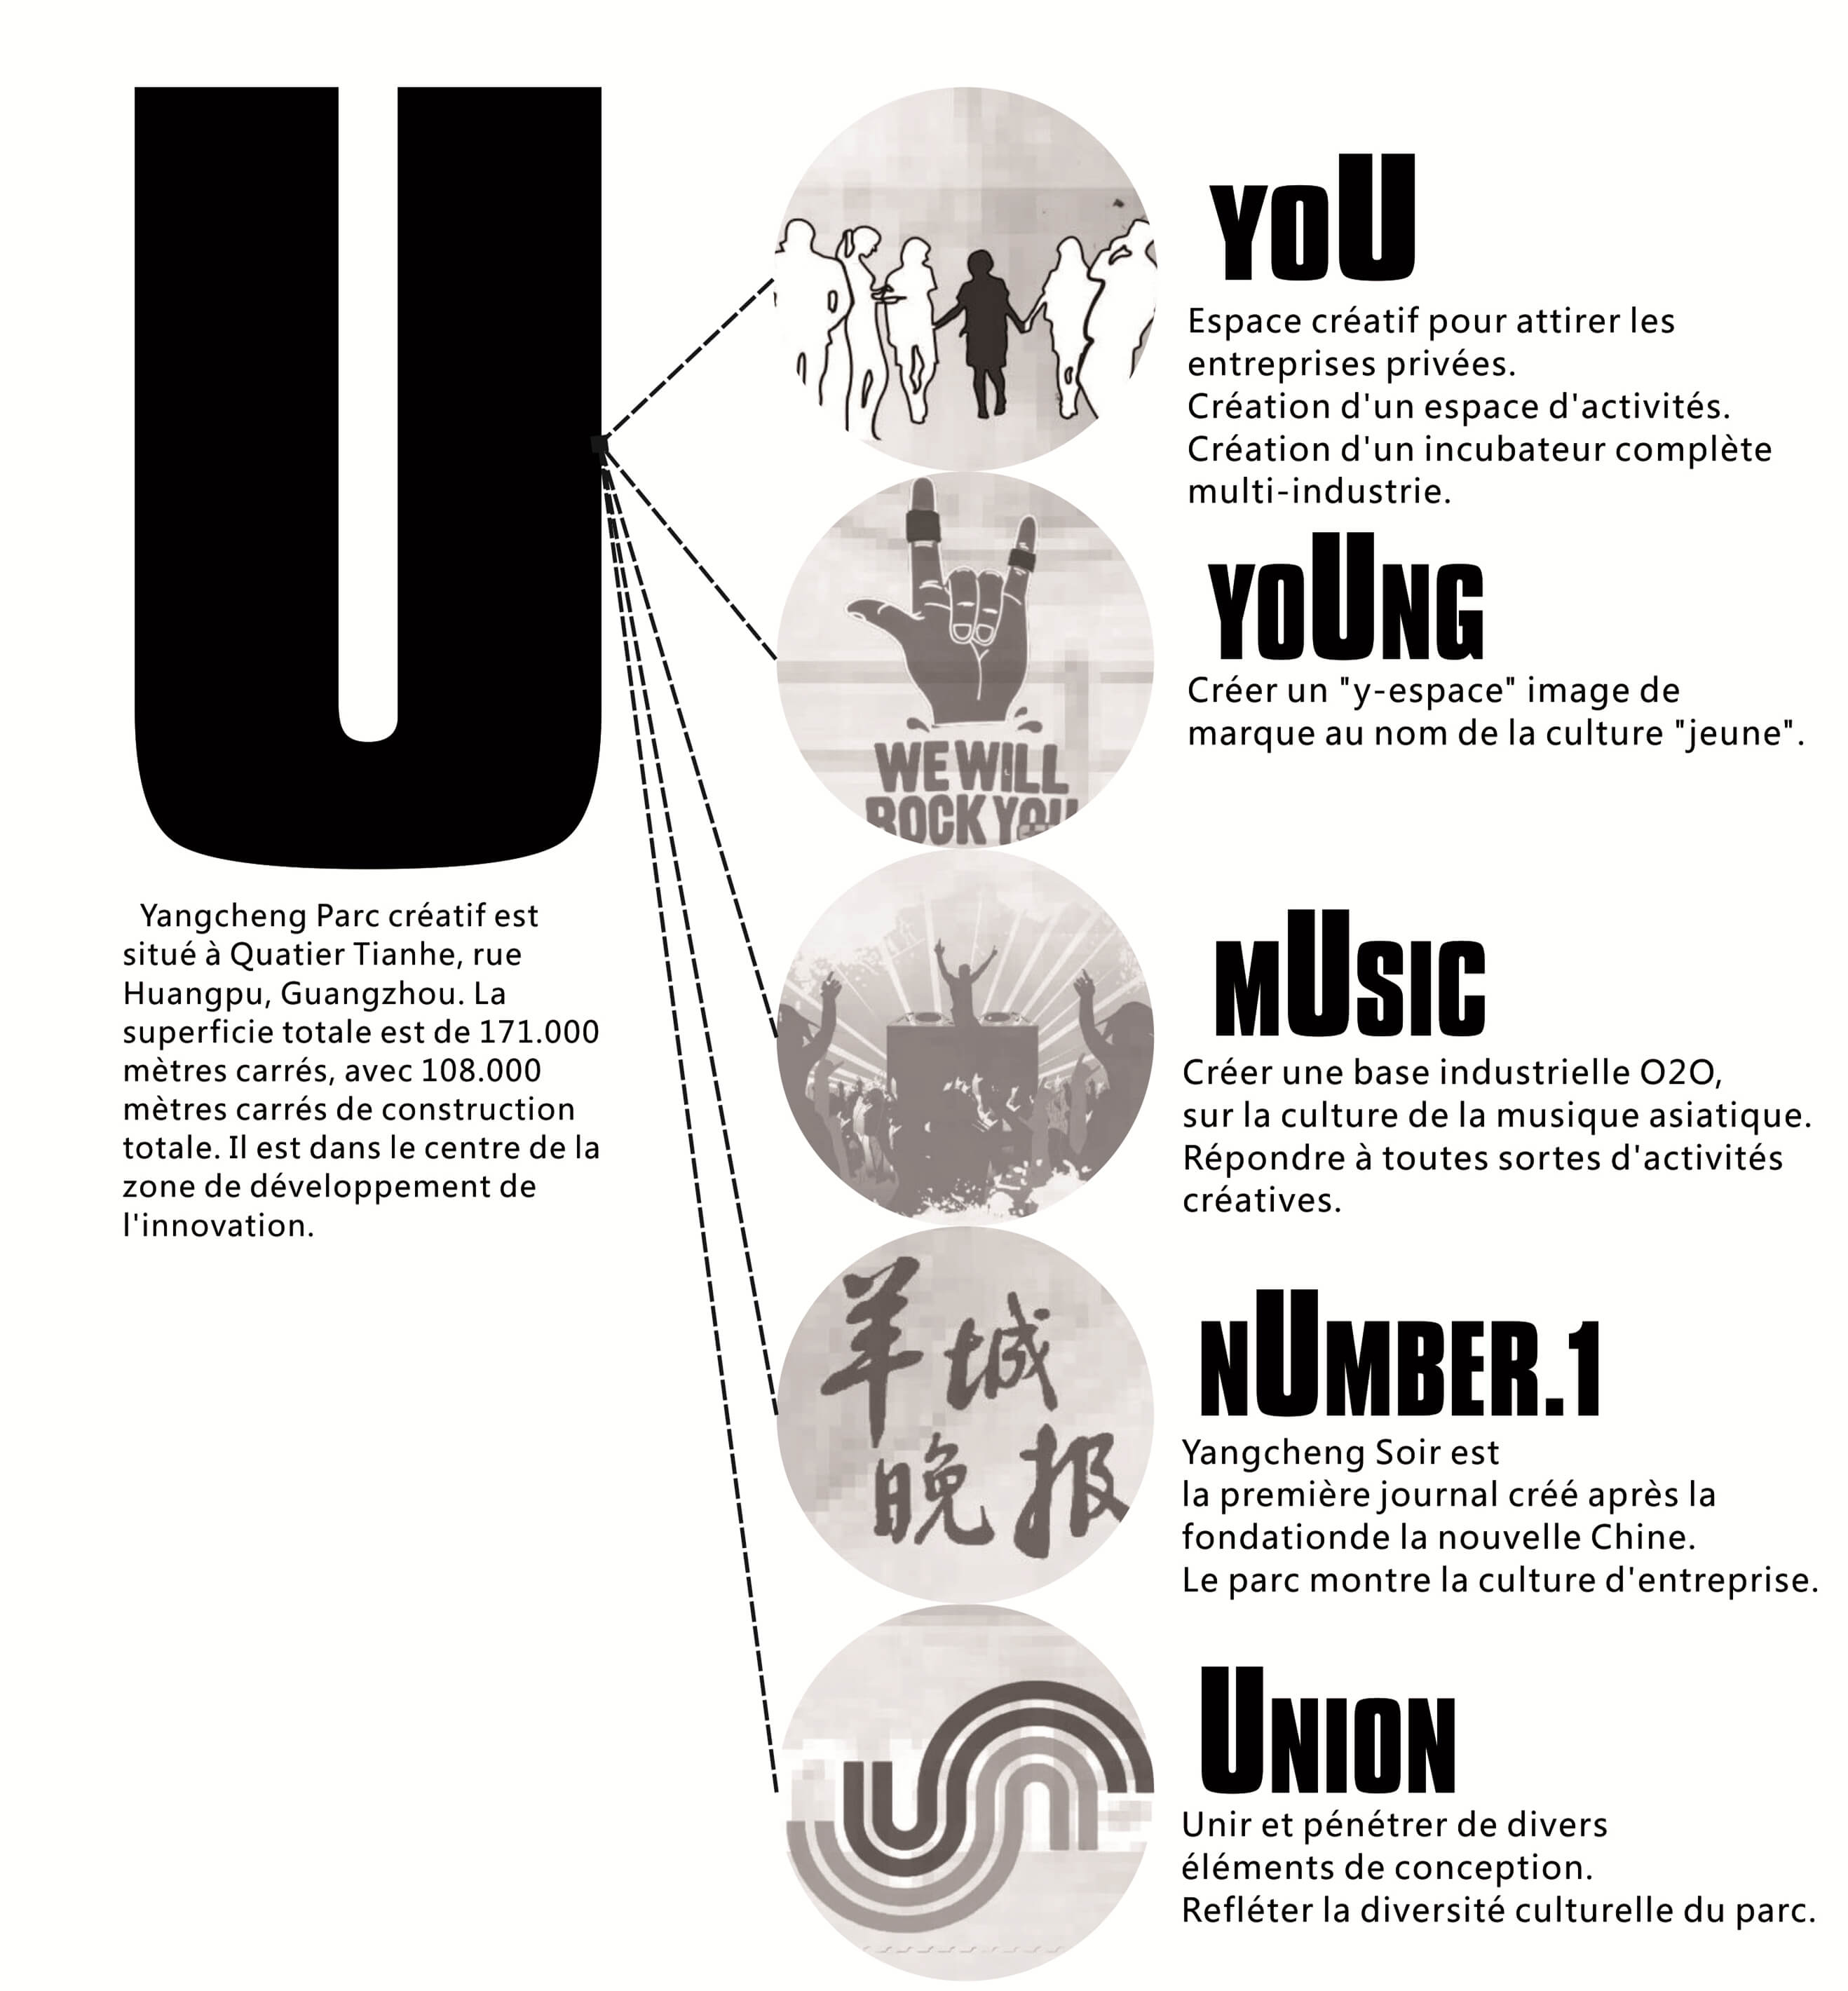 U
Yangcheng Parc créatif est
situé à Quatier Tianhe, rue
Huangpu, Guangzhou. La
superficie totale est de 171.000
mètres carrés, avec 108.000
mètres carrés de construction
totale. Il est dans le centre de la
zone de développement de
l'innovation.
YoU
Espace créatif pour attirer les
entreprises privées.
Création d'un espace d'activités.
Création d'un incubateur complète
multi-industrie.
WE WILL
ROCK YOU
YoUNG
Créer un "y-espace" image de
marque au nom de la culture "jeune".
MUSIC
Créer une base industrielle O2O,
sur la culture de la musique asiatique.
Répondre à toutes sortes d'activités
créatives.
羊城
晚报
NUMBER.1
Yangcheng Soir est
la première journal créé après la
fondationde la nouvelle Chine.
Le parc montre la culture d'entreprise.
UNION
Unir et pénétrer de divers
éléments de conception.
Refléter la diversité culturelle du parc.